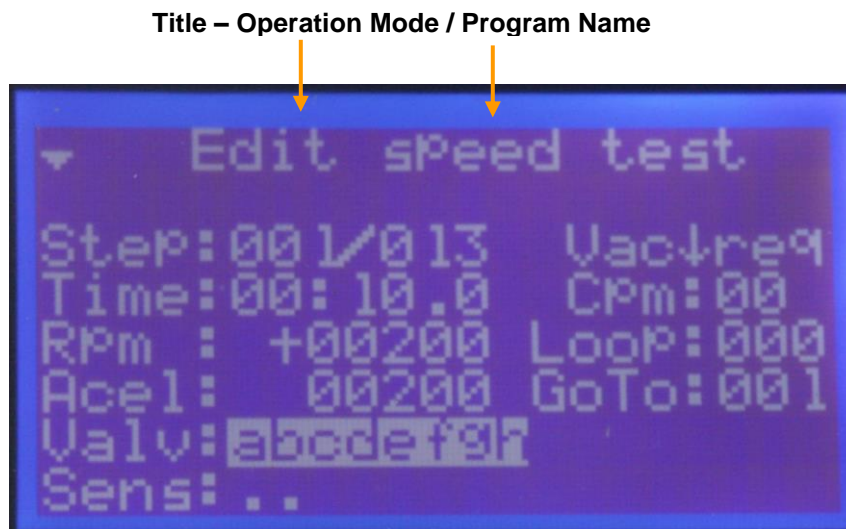 Title – Operation Mode / Program Name
Edit speed test
Step:001/013 Vac↓req
Time:00:10.0 Cpm:00
Rpm : +00200 Loop:000
Acel: 00200 GoTo:001
Valv:abcdefgh
Sens:..